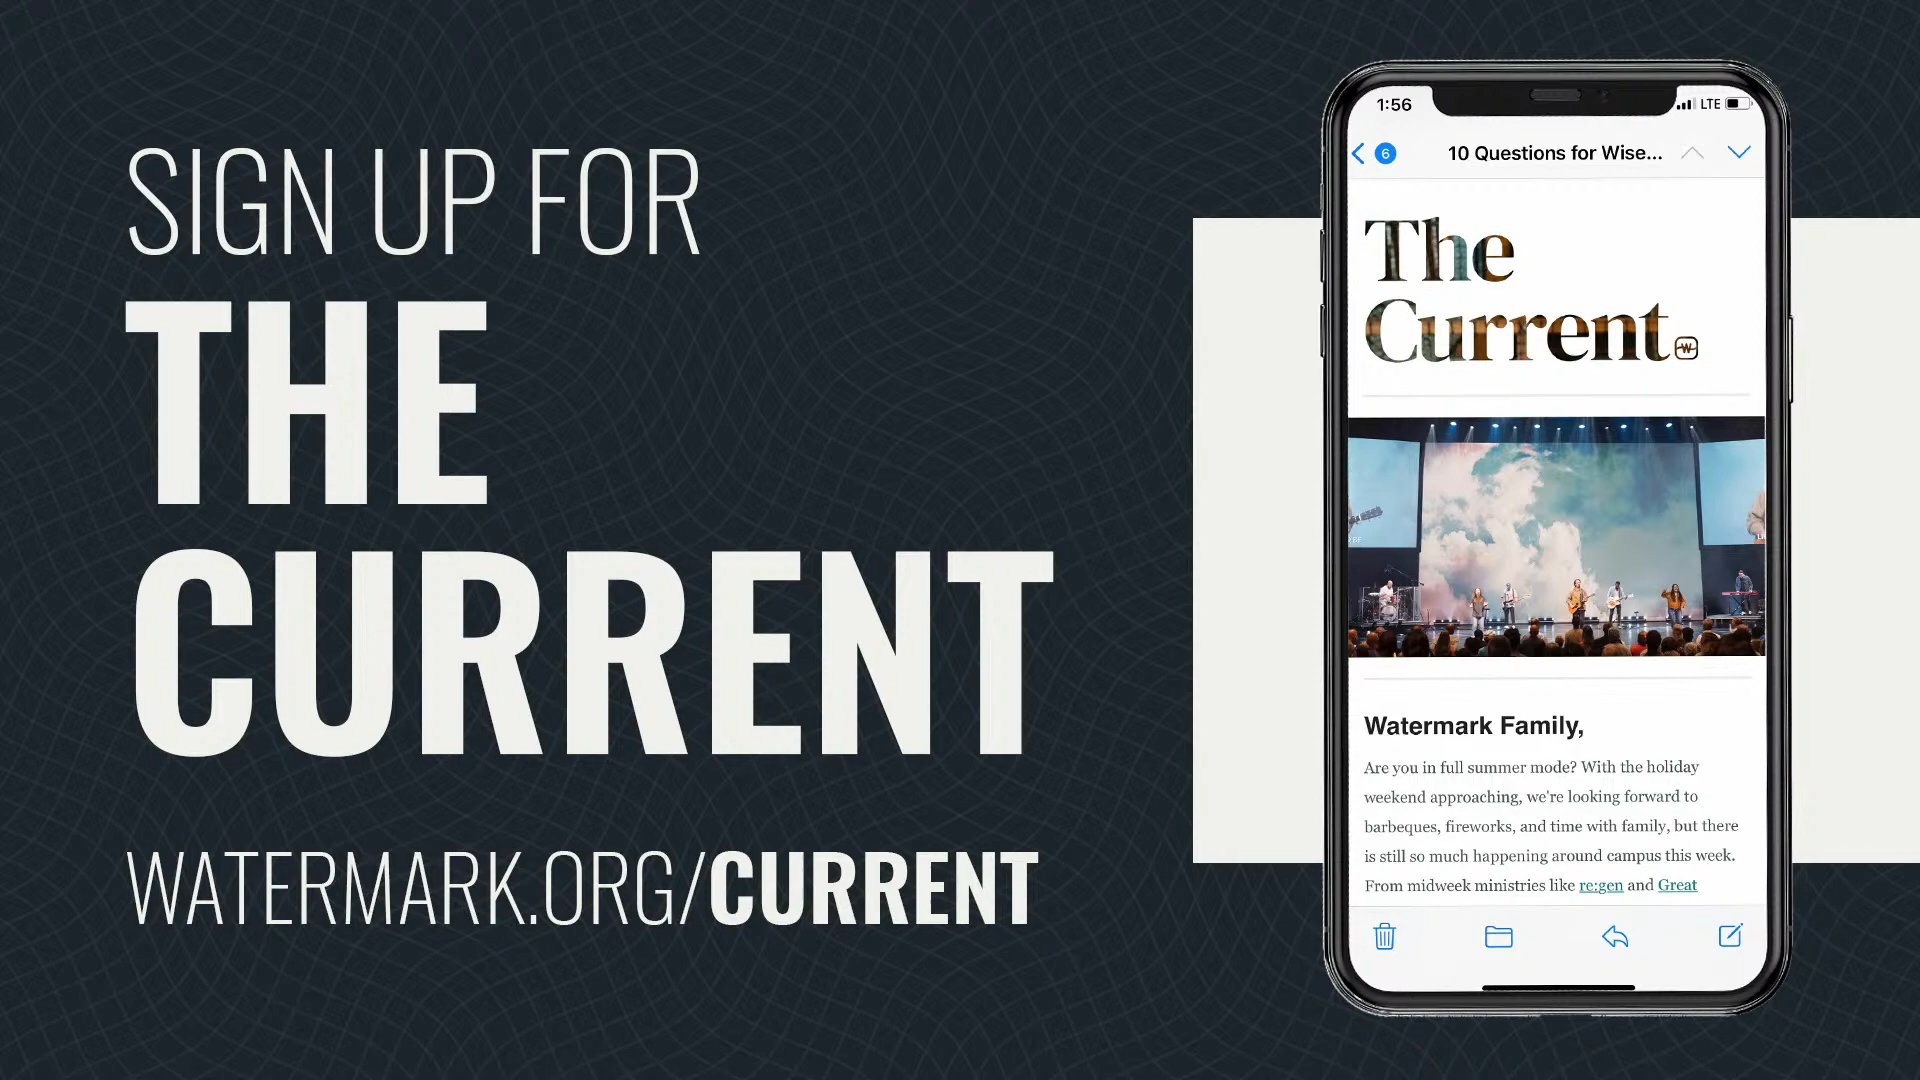 SIGN UP FOR
THE
CURRENT
WATERMARK.ORG/CURRENT
1:56
LTE
6
10 Questions for Wise...
The
Current
W
Watermark Family,
Are you in full summer mode? With the holiday
weekend approaching, we're looking forward to
barbeques, fireworks, and time with family, but there
is still so much happening around campus this week.
From midweek ministries like re:gen and Great